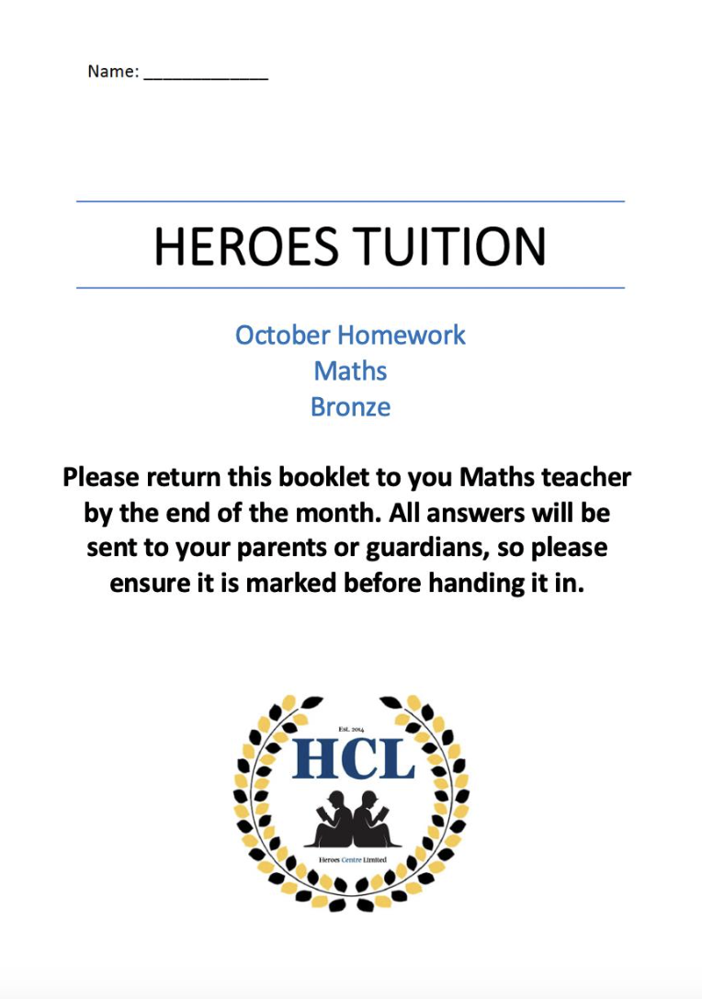 Name: _____________
HEROES TUITION
October Homework
Maths
Bronze
Please return this booklet to you Maths teacher
by the end of the month. All answers will be
sent to your parents or guardians, so please
ensure it is marked before handing it in.
Est. 2014
HCL
Heroes Centre Limited